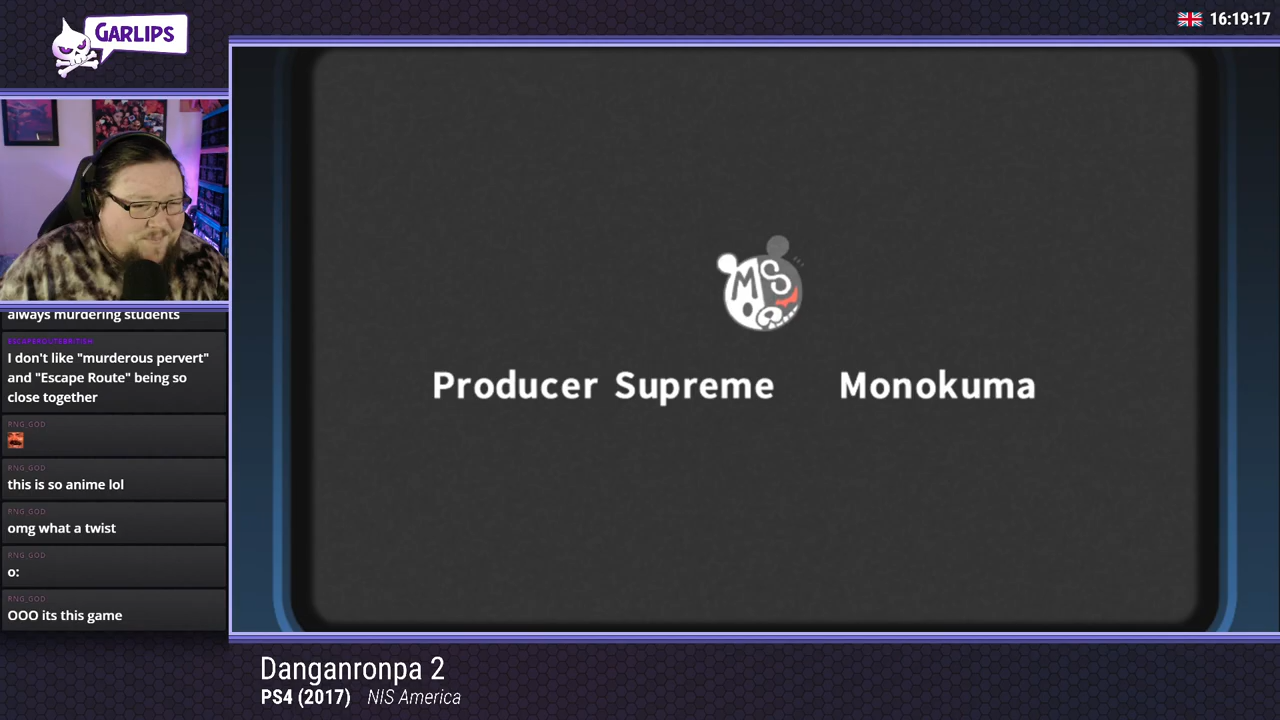 GARLIPS
16:19:17
always murdering students
ESCAPEROUTEBRITISH
I don't like "murderous pervert"
and "Escape Route" being so
close together
RNG_GOD
RNG_GOD
this is so anime lol
RNG_GOD
omg what a twist
RNG_GOD
o:
RNG_GOD
OOO its this game
MS
Producer Supreme Monokuma
Danganronpa 2
PS4 (2017) NIS America